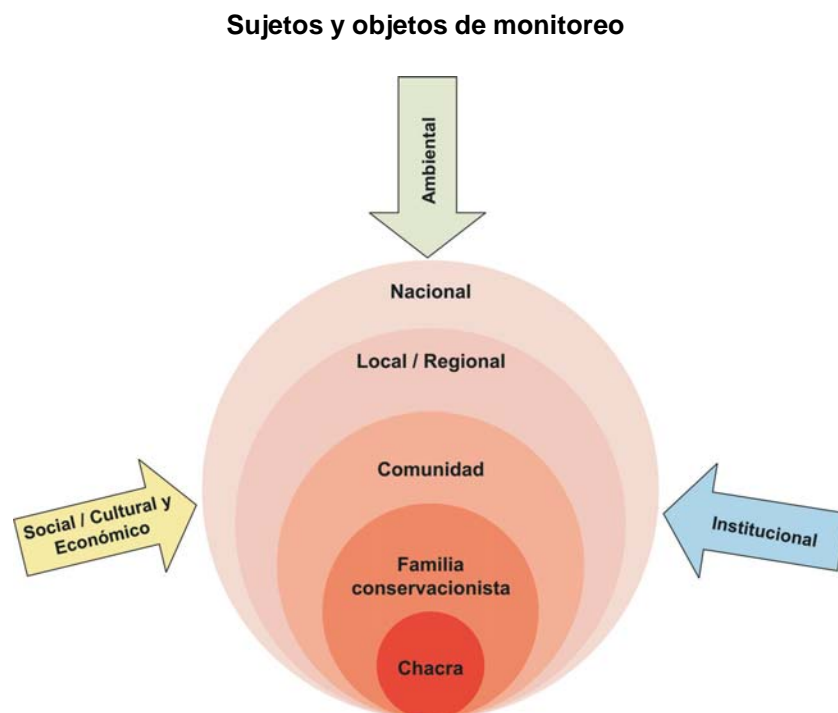 Sujetos y objetos de monitoreo
Ambiental
Nacional
Local / Regional
Comunidad
Social / Cultural y
Económico
Institucional
Familia
conservacionista
Chacra